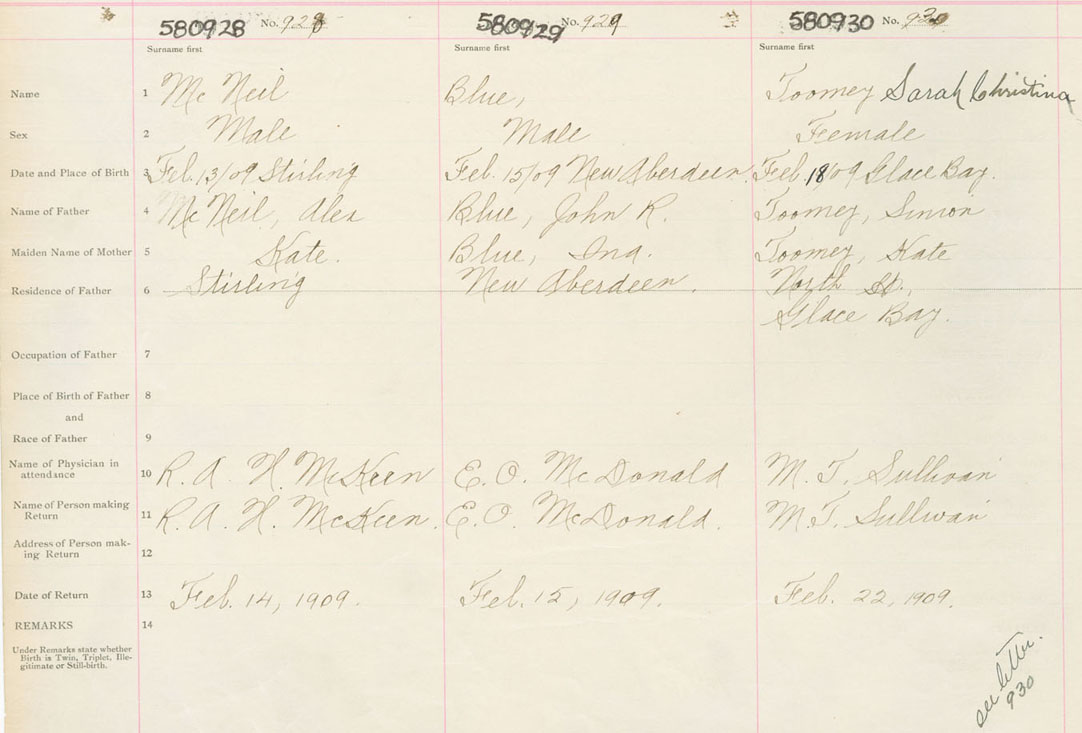 580928 No. 928 580929 No. 929 580930 No. 930
Surname first Surname first Surname first
Name 1 Mc Neil Blue, Toomey Sarah Christina
Sex 2 Male Male Female
Date and Place of Birth 3 Feb. 13/09 Stirling Feb. 15/09 New Aberdeen. Feb. 18/09 Glace Bay.
Name of Father 4 McNeil, Alex Blue, John R. Toomey, Simon
Maiden Name of Mother 5 Kate. Blue, Ina. Toomey, Kate
Residence of Father 6 Stirling New Aberdeen. North St.,
Glace Bay.
Occupation of Father 7
Place of Birth of Father 8
and
Race of Father 9
Name of Physician in
attendance 10 R. A. H. McKeen E. O. McDonald M. T. Sullivan
Name of Person making
Return 11 R. A. H. McKeen. E. O. McDonald. M. T. Sullivan
Address of Person mak-
ing Return 12
Date of Return 13 Feb. 14, 1909. Feb. 15, 1909. Feb. 22, 1909.
REMARKS 14
Under Remarks state whether
Birth is Twin, Triplet, Ille-
gitimate or Still-birth.
see letter.
930